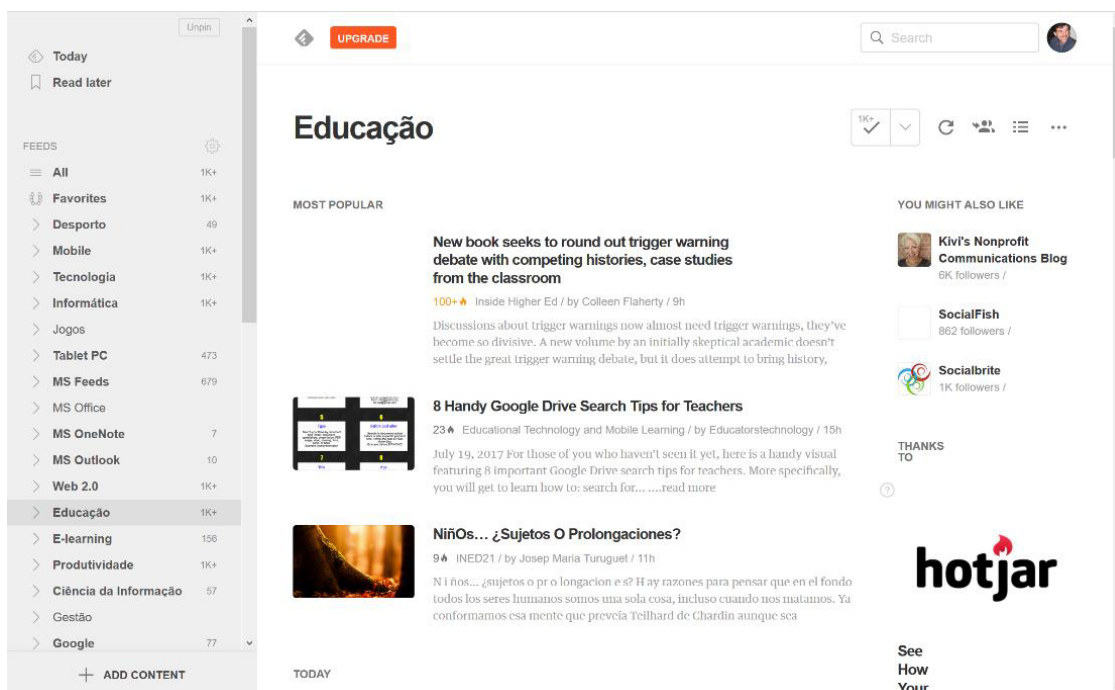 Unpin
Today
Read later
FEEDS
All 1K+
Favorites 1K+
Desporto 49
Mobile 1K+
Tecnologia 1K+
Informática 1K+
Jogos
Tablet PC 473
MS Feeds 679
MS Office
MS OneNote 7
MS Outlook 10
Web 2.0 1K+
Educação 1K+
E-learning 156
Produtividade 1K+
Ciência da Informação 57
Gestão
Google 77
ADD CONTENT
UPGRADE
Search
Educação
1K+
MOST POPULAR
New book seeks to round out trigger warning
debate with competing histories, case studies
from the classroom
100+ Inside Higher Ed / by Colleen Flaherty / 9h
Discussions about trigger warnings now almost need trigger warnings, they've
become so divisive. A new volume by an initially skeptical academic doesn't
settle the great trigger warning debate, but it does attempt to bring history,
8 Handy Google Drive Search Tips for Teachers
23 Educational Technology and Mobile Learning / by Educatorstechnology / 15h
July 19, 2017 For those of you who haven't seen it yet, here is a handy visual
featuring 8 important Google Drive search tips for teachers. More specifically,
you will get to learn how to: search for... ....read more
NiñOs… ¿Sujetos O Prolongaciones?
9 INED21 / by Josep Maria Turuguet / 11h
N i ños... ¿sujetos o pr o longacion e s? H ay razones para pensar que en el fondo
todos los seres humanos somos una sola cosa, incluso cuando nos matamos. Ya
conformamos esa mente que preveía Teilhard de Chardin aunque sea
TODAY
YOU MIGHT ALSO LIKE
Kivi's Nonprofit
Communications Blog
6K followers /
SocialFish
862 followers /
Socialbrite
1K followers /
THANKS
TO
?
hotjar
See
How
Your